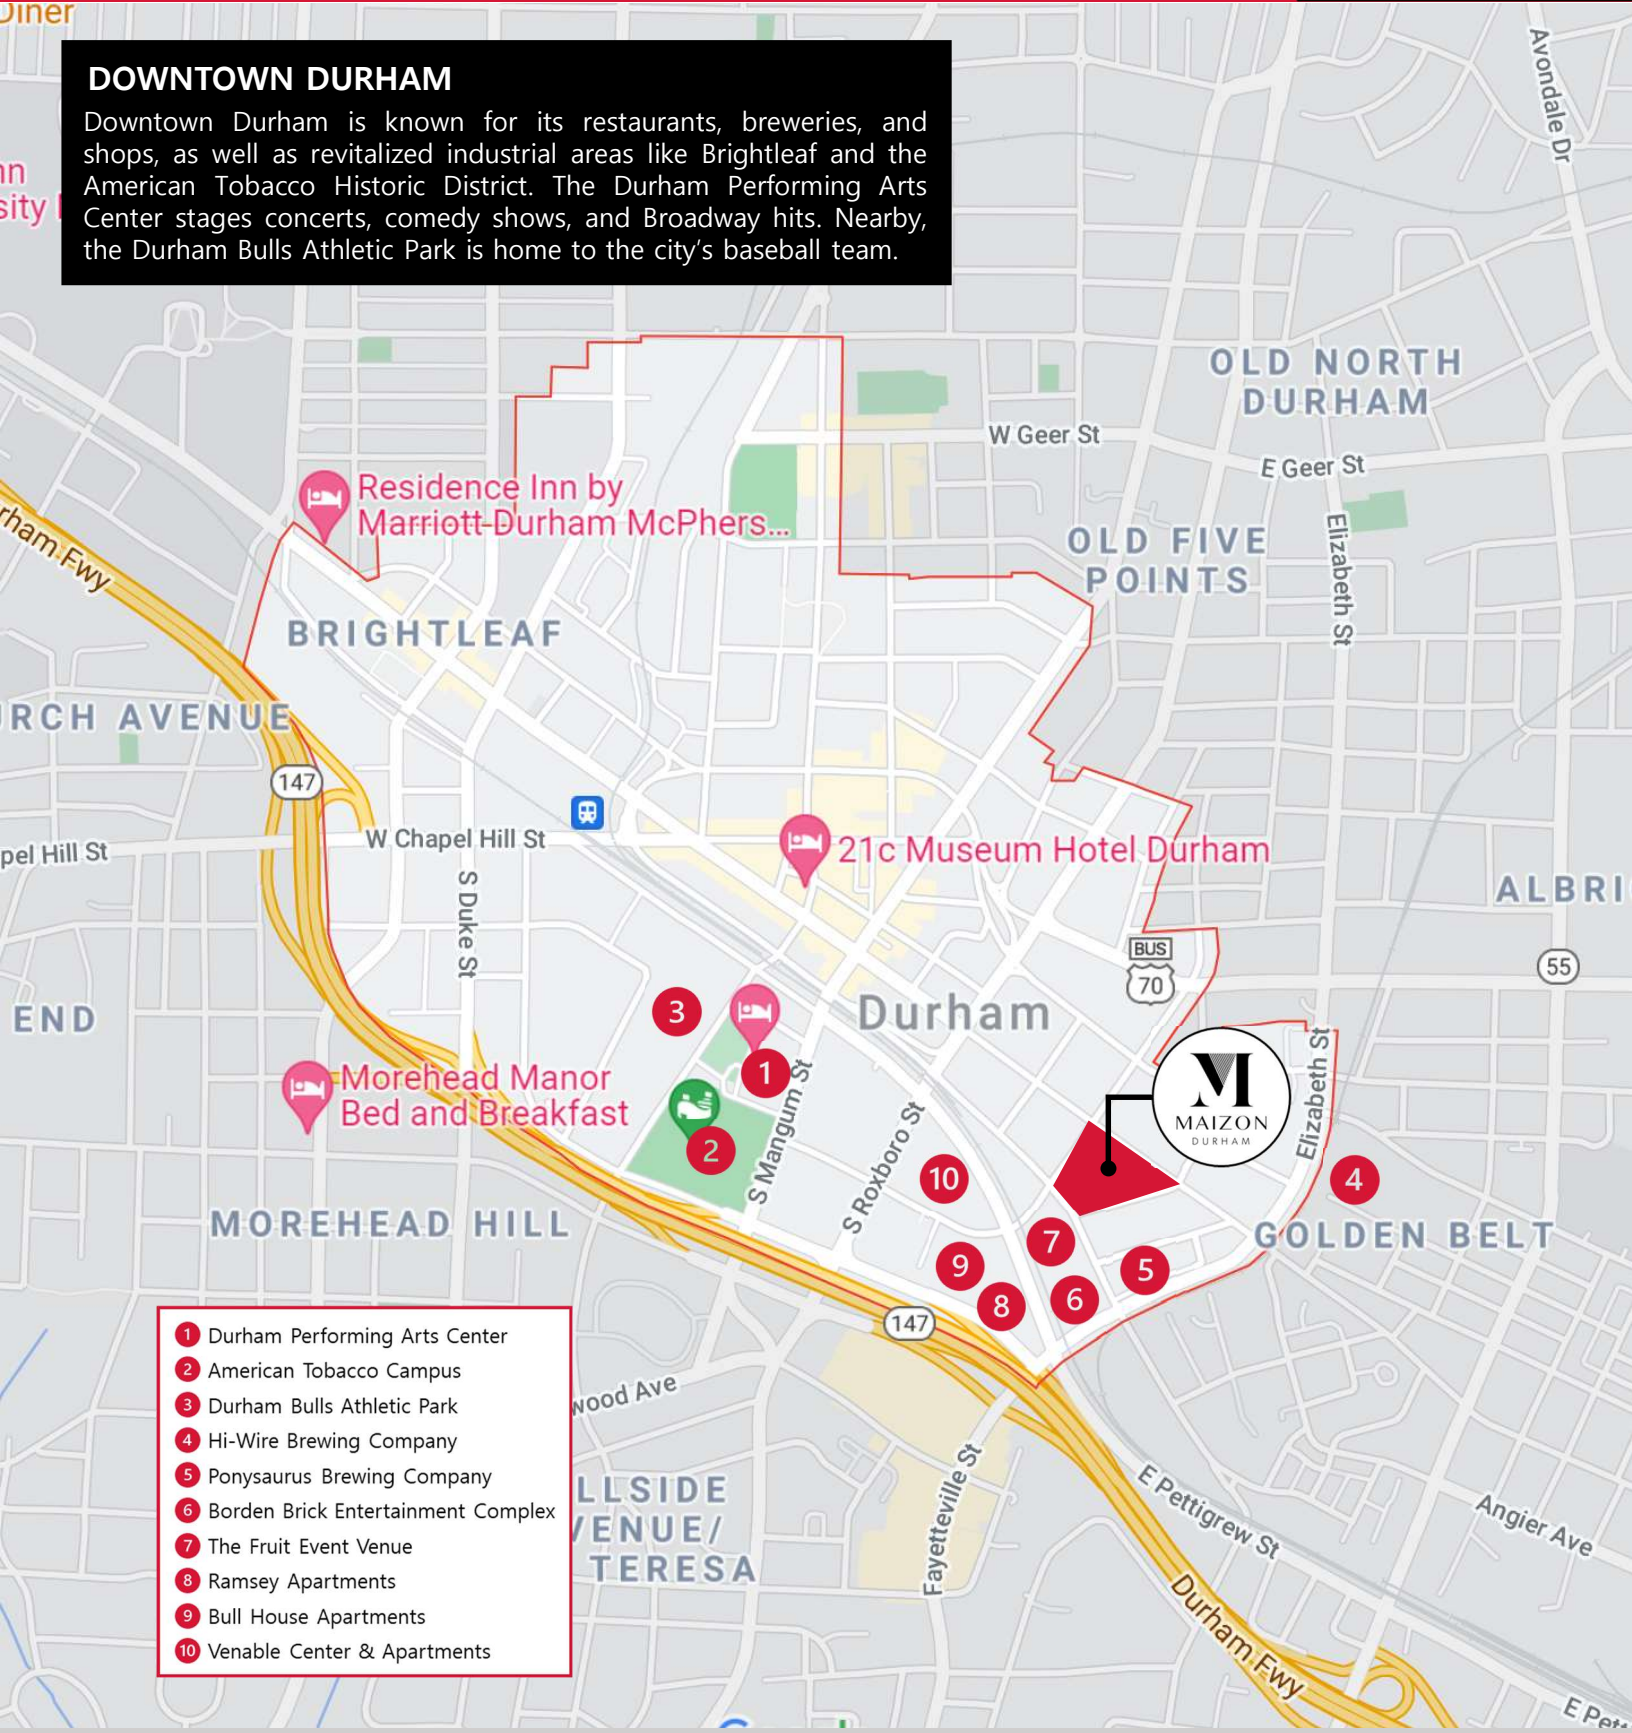 Diner
DOWNTOWN DURHAM
Downtown Durham is known for its restaurants, breweries, and
shops, as well as revitalized industrial areas like Brightleaf and the
American Tobacco Historic District. The Durham Performing Arts
Center stages concerts, comedy shows, and Broadway hits. Nearby,
the Durham Bulls Athletic Park is home to the city's baseball team.
Avondale Dr
OLD NORTH
DURHAM
W Geer St
E Geer St
Residence Inn by
Marriott Durham McPhers...
OLD FIVE
POINTS
Elizabeth St
Fwy
BRIGHTLEAF
AVENUE
147
W Chapel Hill St
Hill St
S Duke St
21c Museum Hotel Durham
BUS
70
55
END
3
Durham
1
Morehead Manor
Bed and Breakfast
2
S Mangum St
S Roxboro St
M
MAIZON
DURHAM
Elizabeth St
10
4
MOREHEAD HILL
GOLDEN BELT
7
9
5
8
6
147
1 Durham Performing Arts Center
2 American Tobacco Campus
3 Durham Bulls Athletic Park
4 Hi-Wire Brewing Company
5 Ponysaurus Brewing Company
6 Borden Brick Entertainment Complex
7 The Fruit Event Venue
8 Ramsey Apartments
9 Bull House Apartments
10 Venable Center & Apartments
Ave
TERESA
Fayetteville St
E Pettigrew St
Angier Ave
Durham Fwy